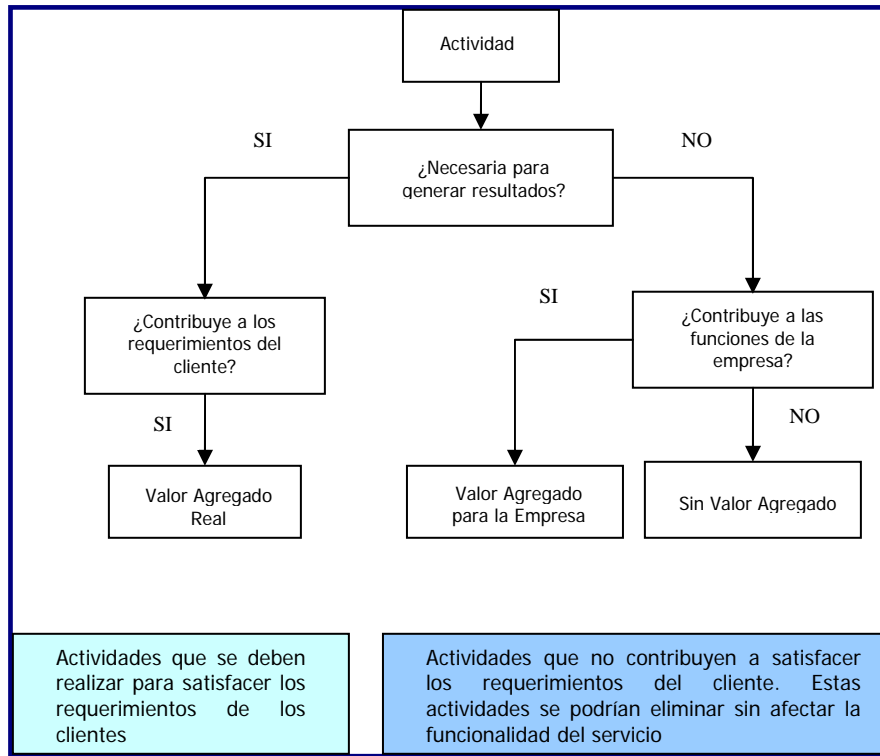 Actividad
SI
NO
¿Necesaria para
generar resultados?
¿Contribuye a los
requerimientos del
cliente?
SI
¿Contribuye a las
funciones de la
empresa?
SI
NO
Valor Agregado
Real
Valor Agregado
para la Empresa
Sin Valor Agregado
Actividades que se deben
realizar para satisfacer los
requerimientos de los
clientes
Actividades que no contribuyen a satisfacer
los requerimientos del cliente. Estas
actividades se podrían eliminar sin afectar la
funcionalidad del servicio